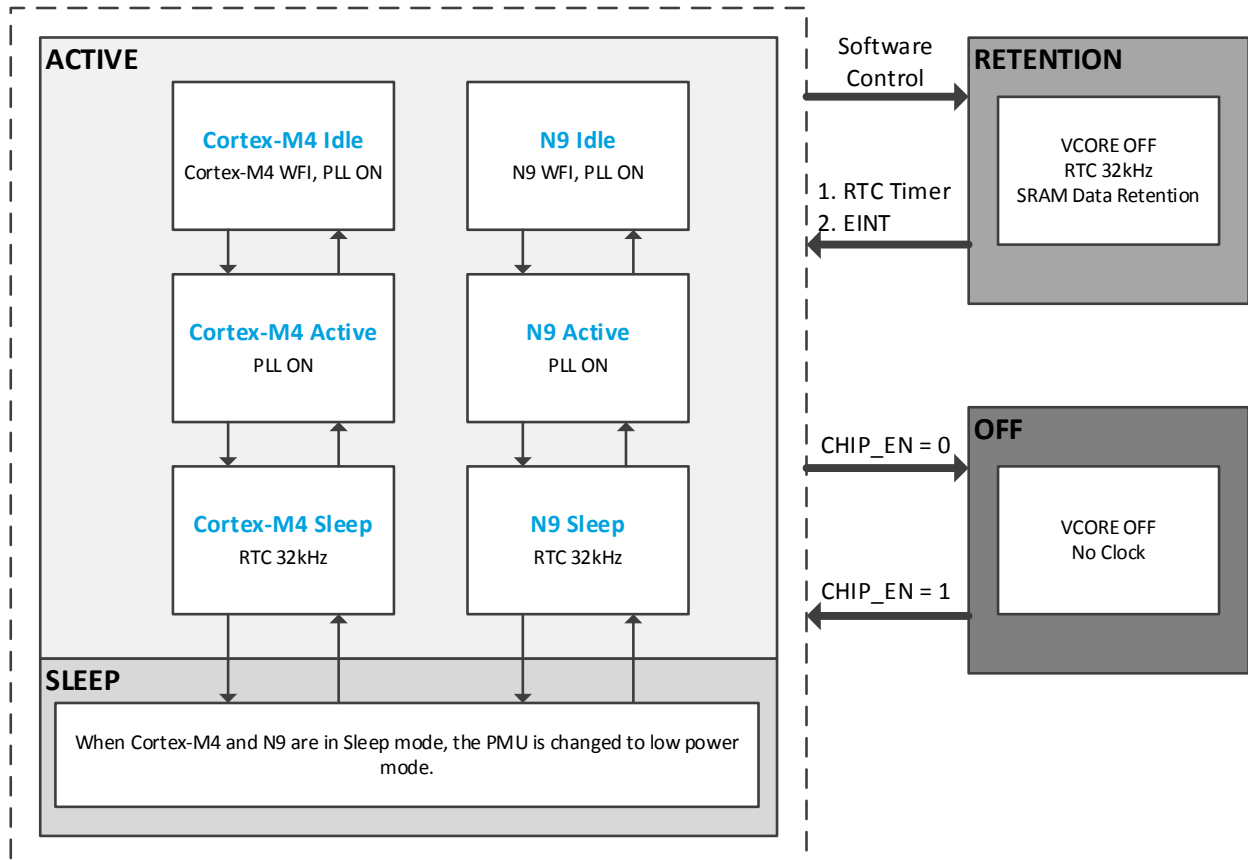 ACTIVE
Cortex-M4 Idle
Cortex-M4 WFI, PLL ON
N9 Idle
N9 WFI, PLL ON
Cortex-M4 Active
PLL ON
N9 Active
PLL ON
Cortex-M4 Sleep
RTC 32kHz
N9 Sleep
RTC 32kHz
SLEEP
When Cortex-M4 and N9 are in Sleep mode, the PMU is changed to low power
mode.
Software
Control
1. RTC Timer
2. EINT
RETENTION
VCORE OFF
RTC 32kHz
SRAM Data Retention
CHIP_EN = 0
CHIP_EN = 1
OFF
VCORE OFF
No Clock